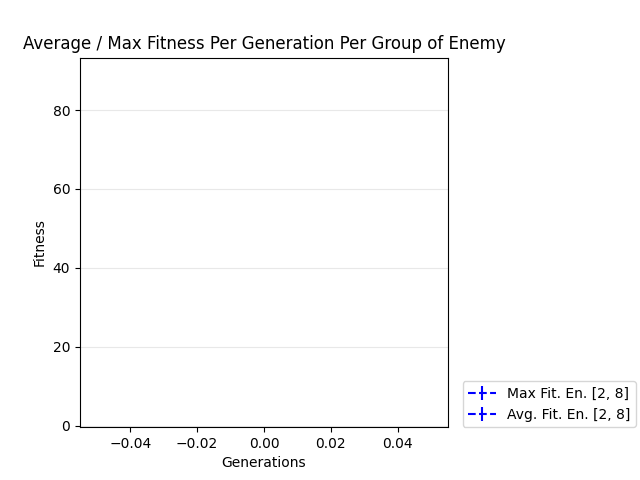 Average / Max Fitness Per Generation Per Group of Enemy
80
60
40
20
0
Fitness
−0.04 −0.02 0.00 0.02 0.04
Generations
Max Fit. En. [2, 8]
Avg. Fit. En. [2, 8]